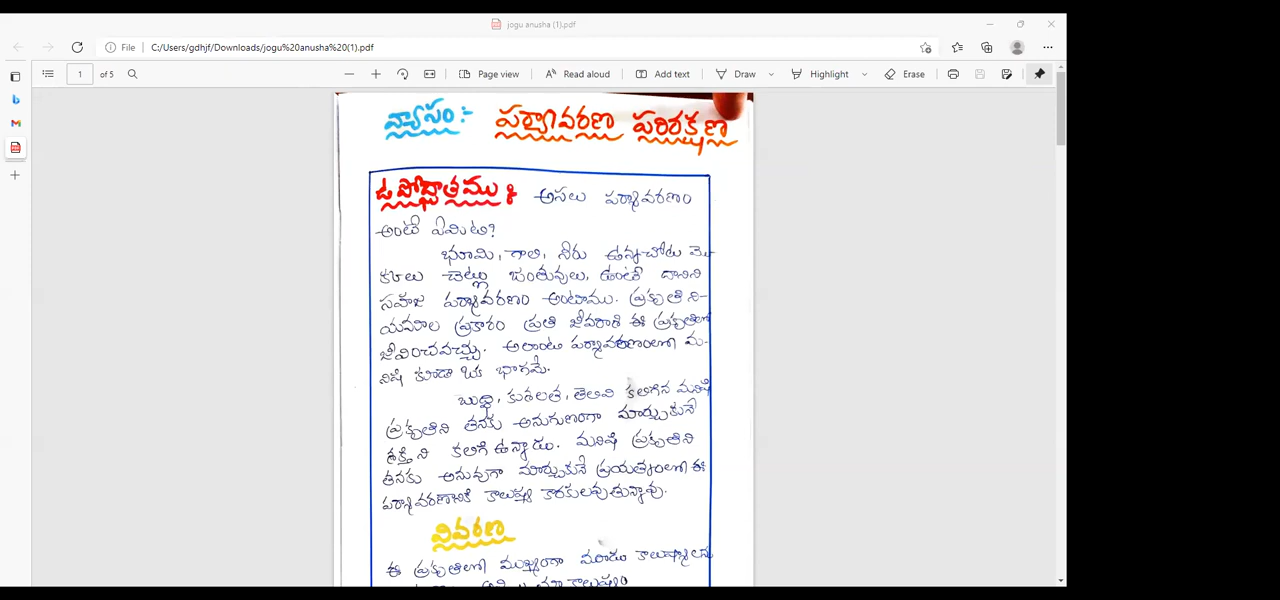 jogu anusha (1).pdf
File C:/Users/gdhjf/Downloads/jogu%20anusha%20(1).pdf
1 of 5 Page view Read aloud Add text Draw Highlight Erase
వ్యాసం:- పర్యావరణ పరిరక్షణ
ఉపోద్ఘాతము : అసలు పర్యావరణం
అంటే ఏమిటి?
భూమి, గాలి, నీరు ఉన్నచోటు మొ-
క్కలు చెట్లు జంతువులు, ఉంటే దానిని
సహజ పర్యావరణం అంటాము. ప్రకృతి ని-
యమాల ప్రకారం ప్రతి జీవరాశి ఈ ప్రకృతిలో
జీవించవచ్చు. అలాంటి పర్యావరణంలో మ-
నిషి కూడా ఒక భాగమే.
బుద్ధి, కుశలత, తెలివి కలిగిన మనిషి
ప్రకృతిని తనకు అనుగుణంగా మార్చుకునే
శక్తి ని కలిగి ఉన్నాడు. మనిషి ప్రకృతిని
తనకు అనువుగా మార్చుకునే ప్రయత్నంలో ఈ
పర్యావరణానికి కాలుష్య కారకులవుతున్నావు.
వివరణ
ఈ ప్రకృతిలో ముఖ్యంగా మూడు కాలుష్యాలను
కాలుష్యం